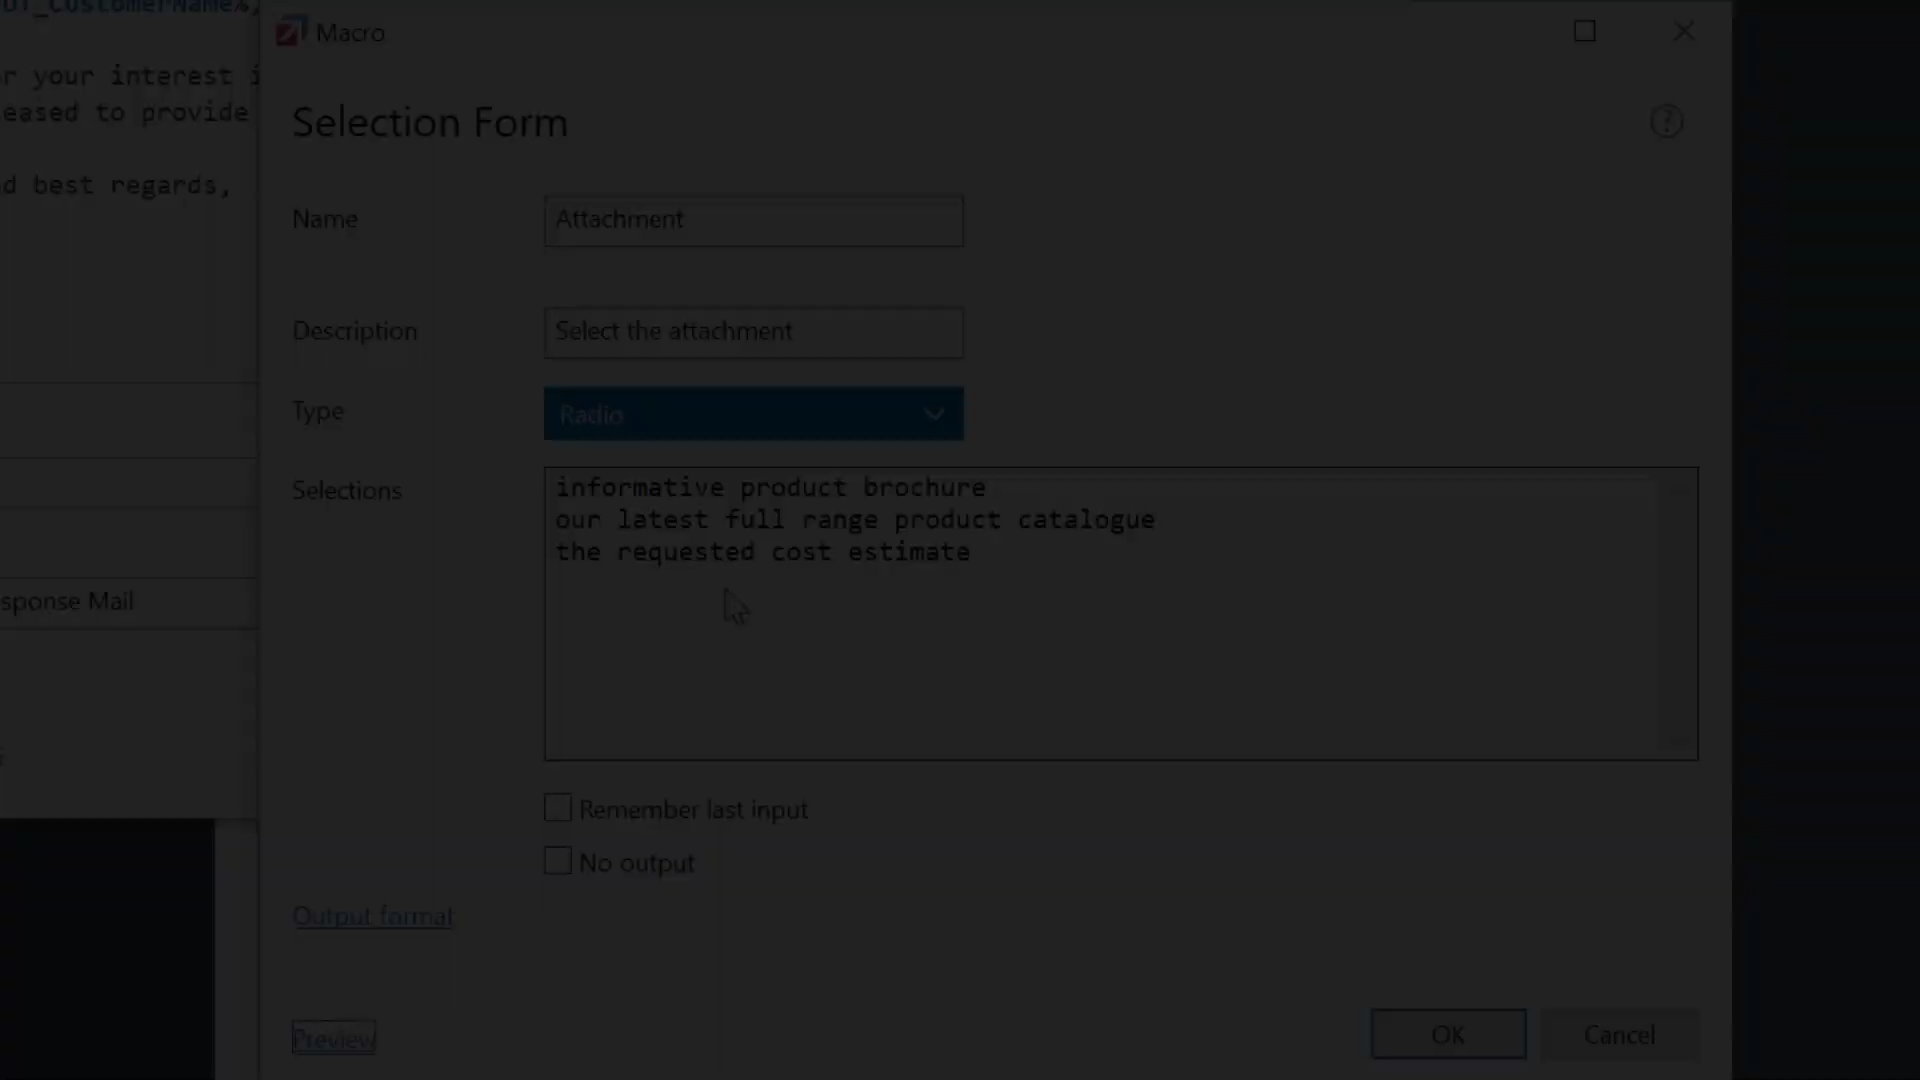 UT_CustomerName%,
r your interest i
eased to provide
d best regards,
sponse Mail
Macro
Selection Form
?
Name
Attachment
Description
Select the attachment
Type
Radio
Selections
informative product brochure
our latest full range product catalogue
the requested cost estimate
Remember last input
No output
Output format
Preview
OK
Cancel